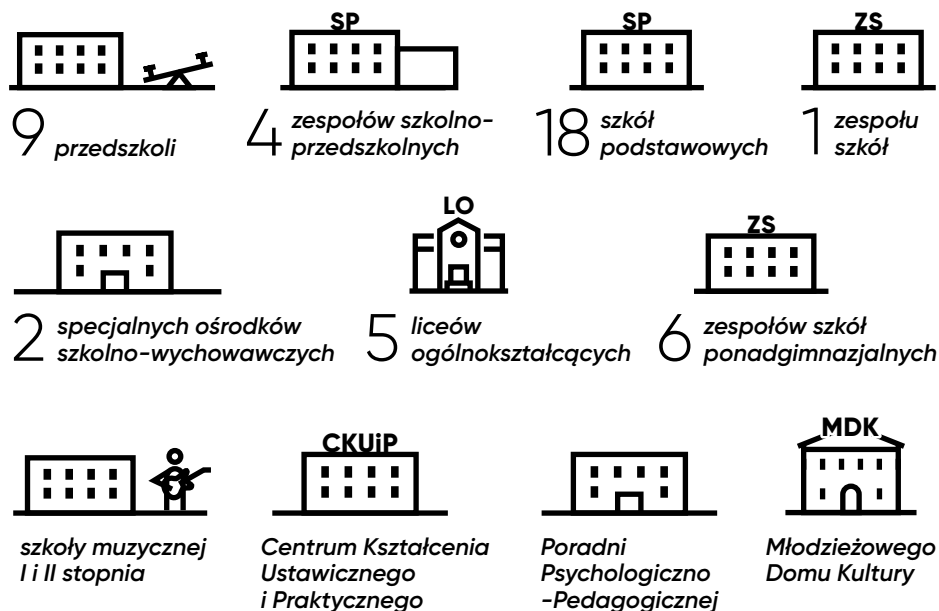 SP
SP
ZS
9 przedszkoli
4 zespołów szkolno-
przedszkolnych
18 szkół
podstawowych
1 zespołu
szkół
LO
ZS
2 specjalnych ośrodków
szkolno-wychowawczych
5 liceów
ogólnokształcących
6 zespołów szkół
ponadgimnazjalnych
CKUiP
MDK
szkoły muzycznej
I i II stopnia
Centrum Kształcenia
Ustawicznego
i Praktycznego
Poradni
Psychologiczno
-Pedagogicznej
Młodzieżowego
Domu Kultury